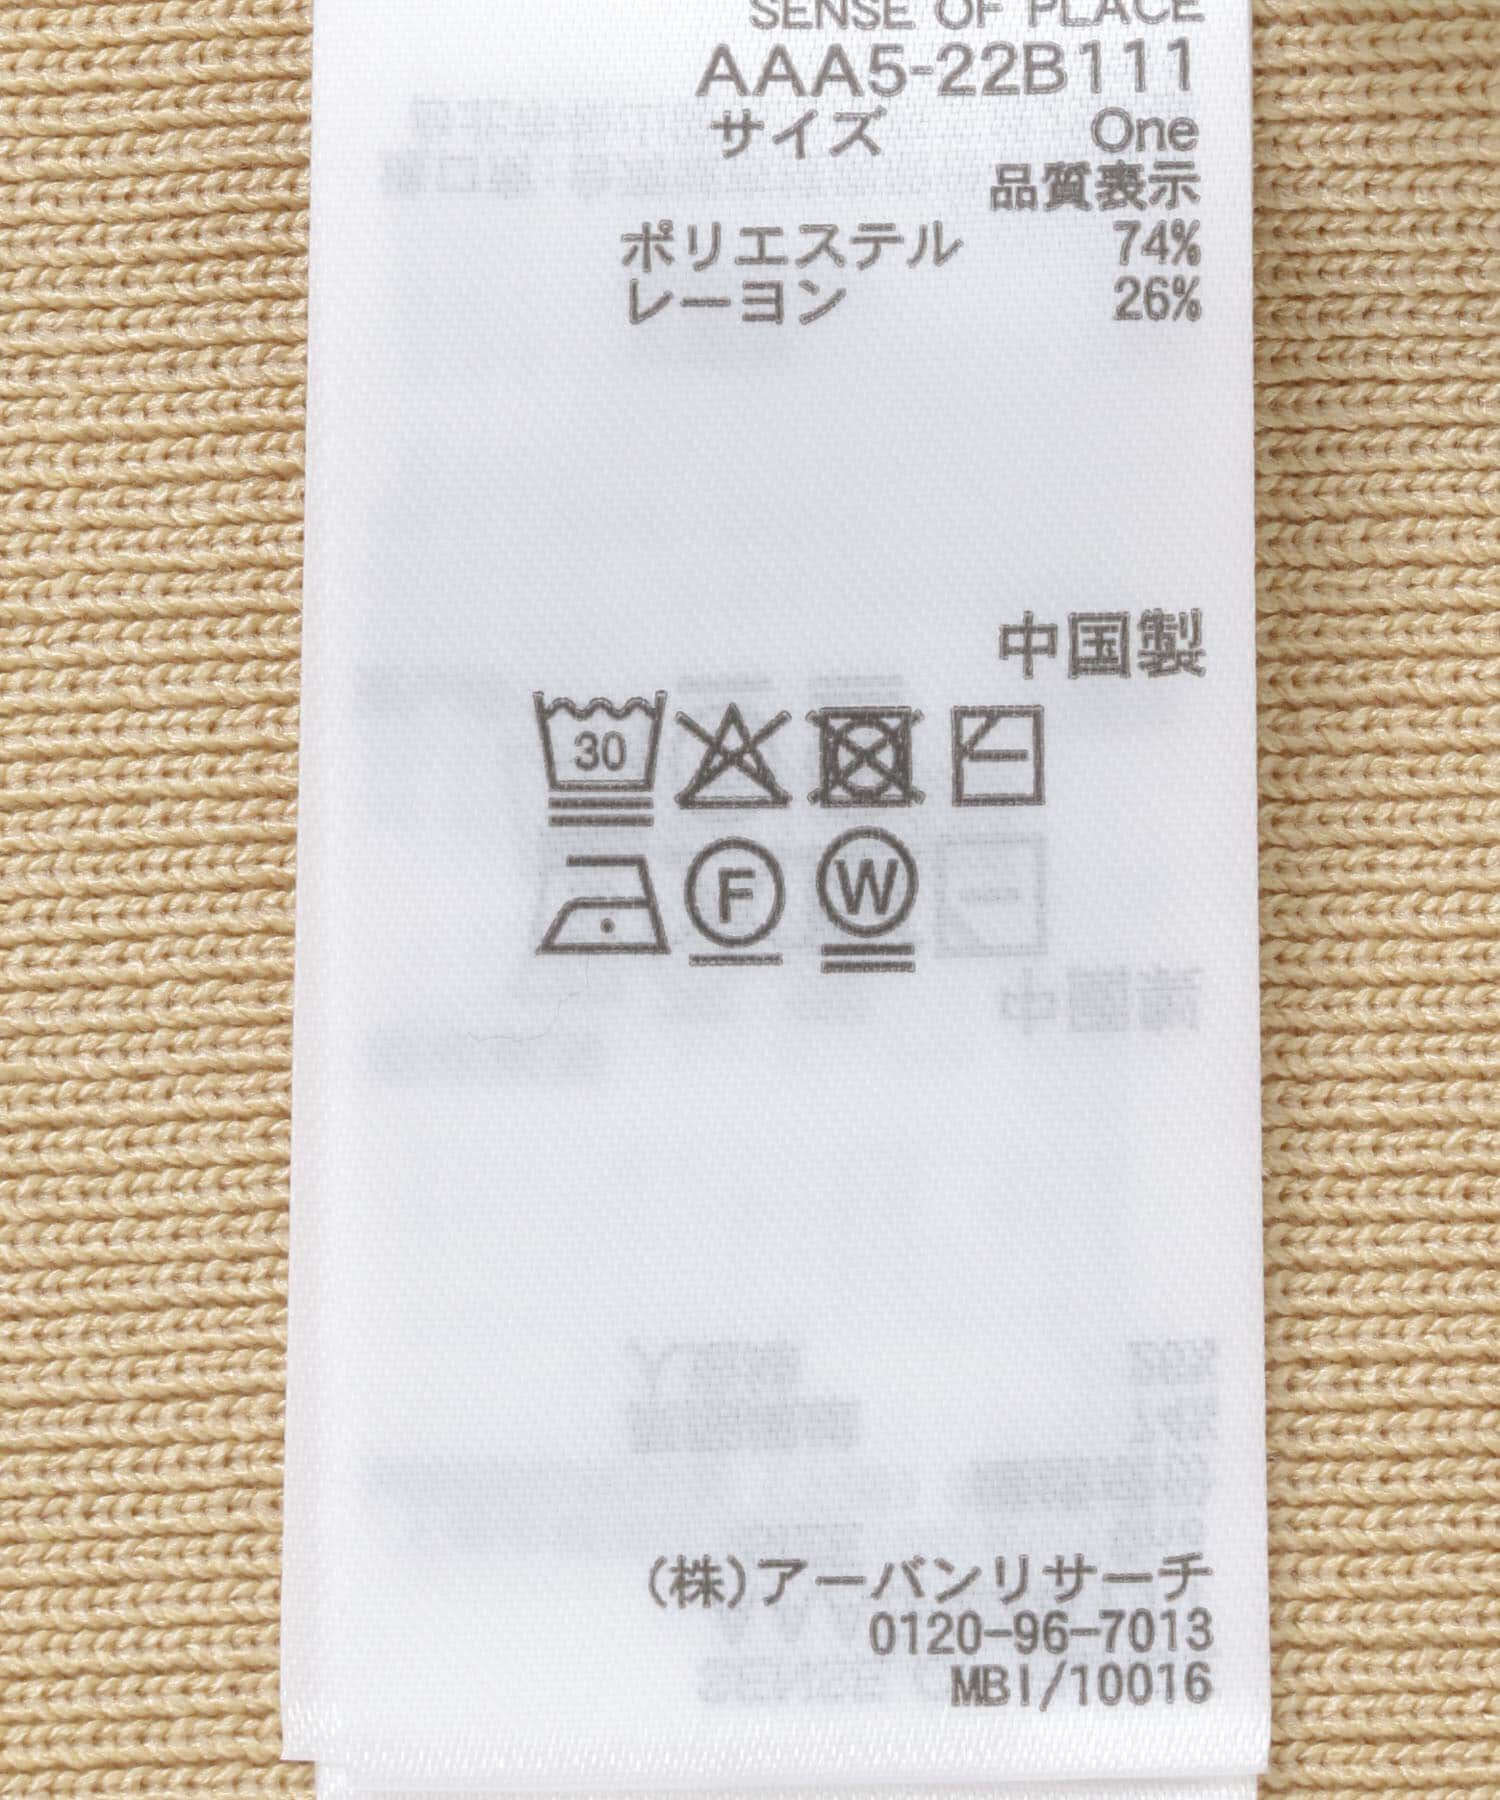 SENSE OF PLACE
AAA5-22B111
サイズ One
品質表示
ポリエステル 74%
レーヨン 26%
中国製
30
F W
(株)アーバンリサーチ
0120-96-7013
MBI/10016